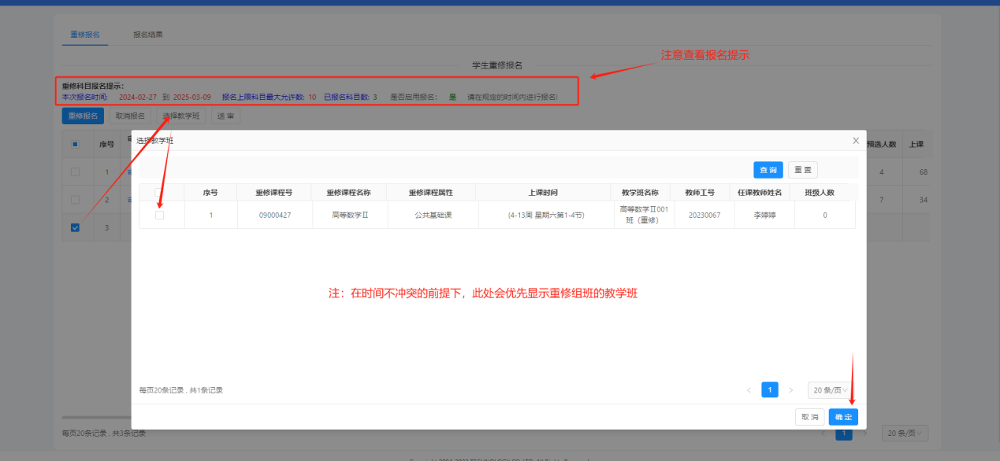 重修报名 报名结果
注意查看报名提示
学生重修报名
重修科目报名提示：
本次报名时间: 2024-02-27 到 2025-03-09 报名上限科目最大允许数: 10 已报名科目数: 3 是否启用报名： 是 请在规定的时间内进行报名!
重修报名 取消报名 选择教学班 送 审
序号 预选人数 上课
1 4 68
2 7 34
3
选择教学班 X
查 询 重 置
序号 重修课程号 重修课程名称 重修课程属性 上课时间 教学班名称 教师工号 任课教师姓名 班级人数
1 09000427 高等数学Ⅱ 公共基础课 (4-13周 星期六第1-4节) 高等数学Ⅱ001班（重修） 20230067 李婷婷 0
注：在时间不冲突的前提下，此处会优先显示重修组班的教学班
每页20条记录 , 共1条记录 < 1 > 20 条/页
取 消 确 定
每页20条记录 , 共3条记录 < 1 > 20 条/页